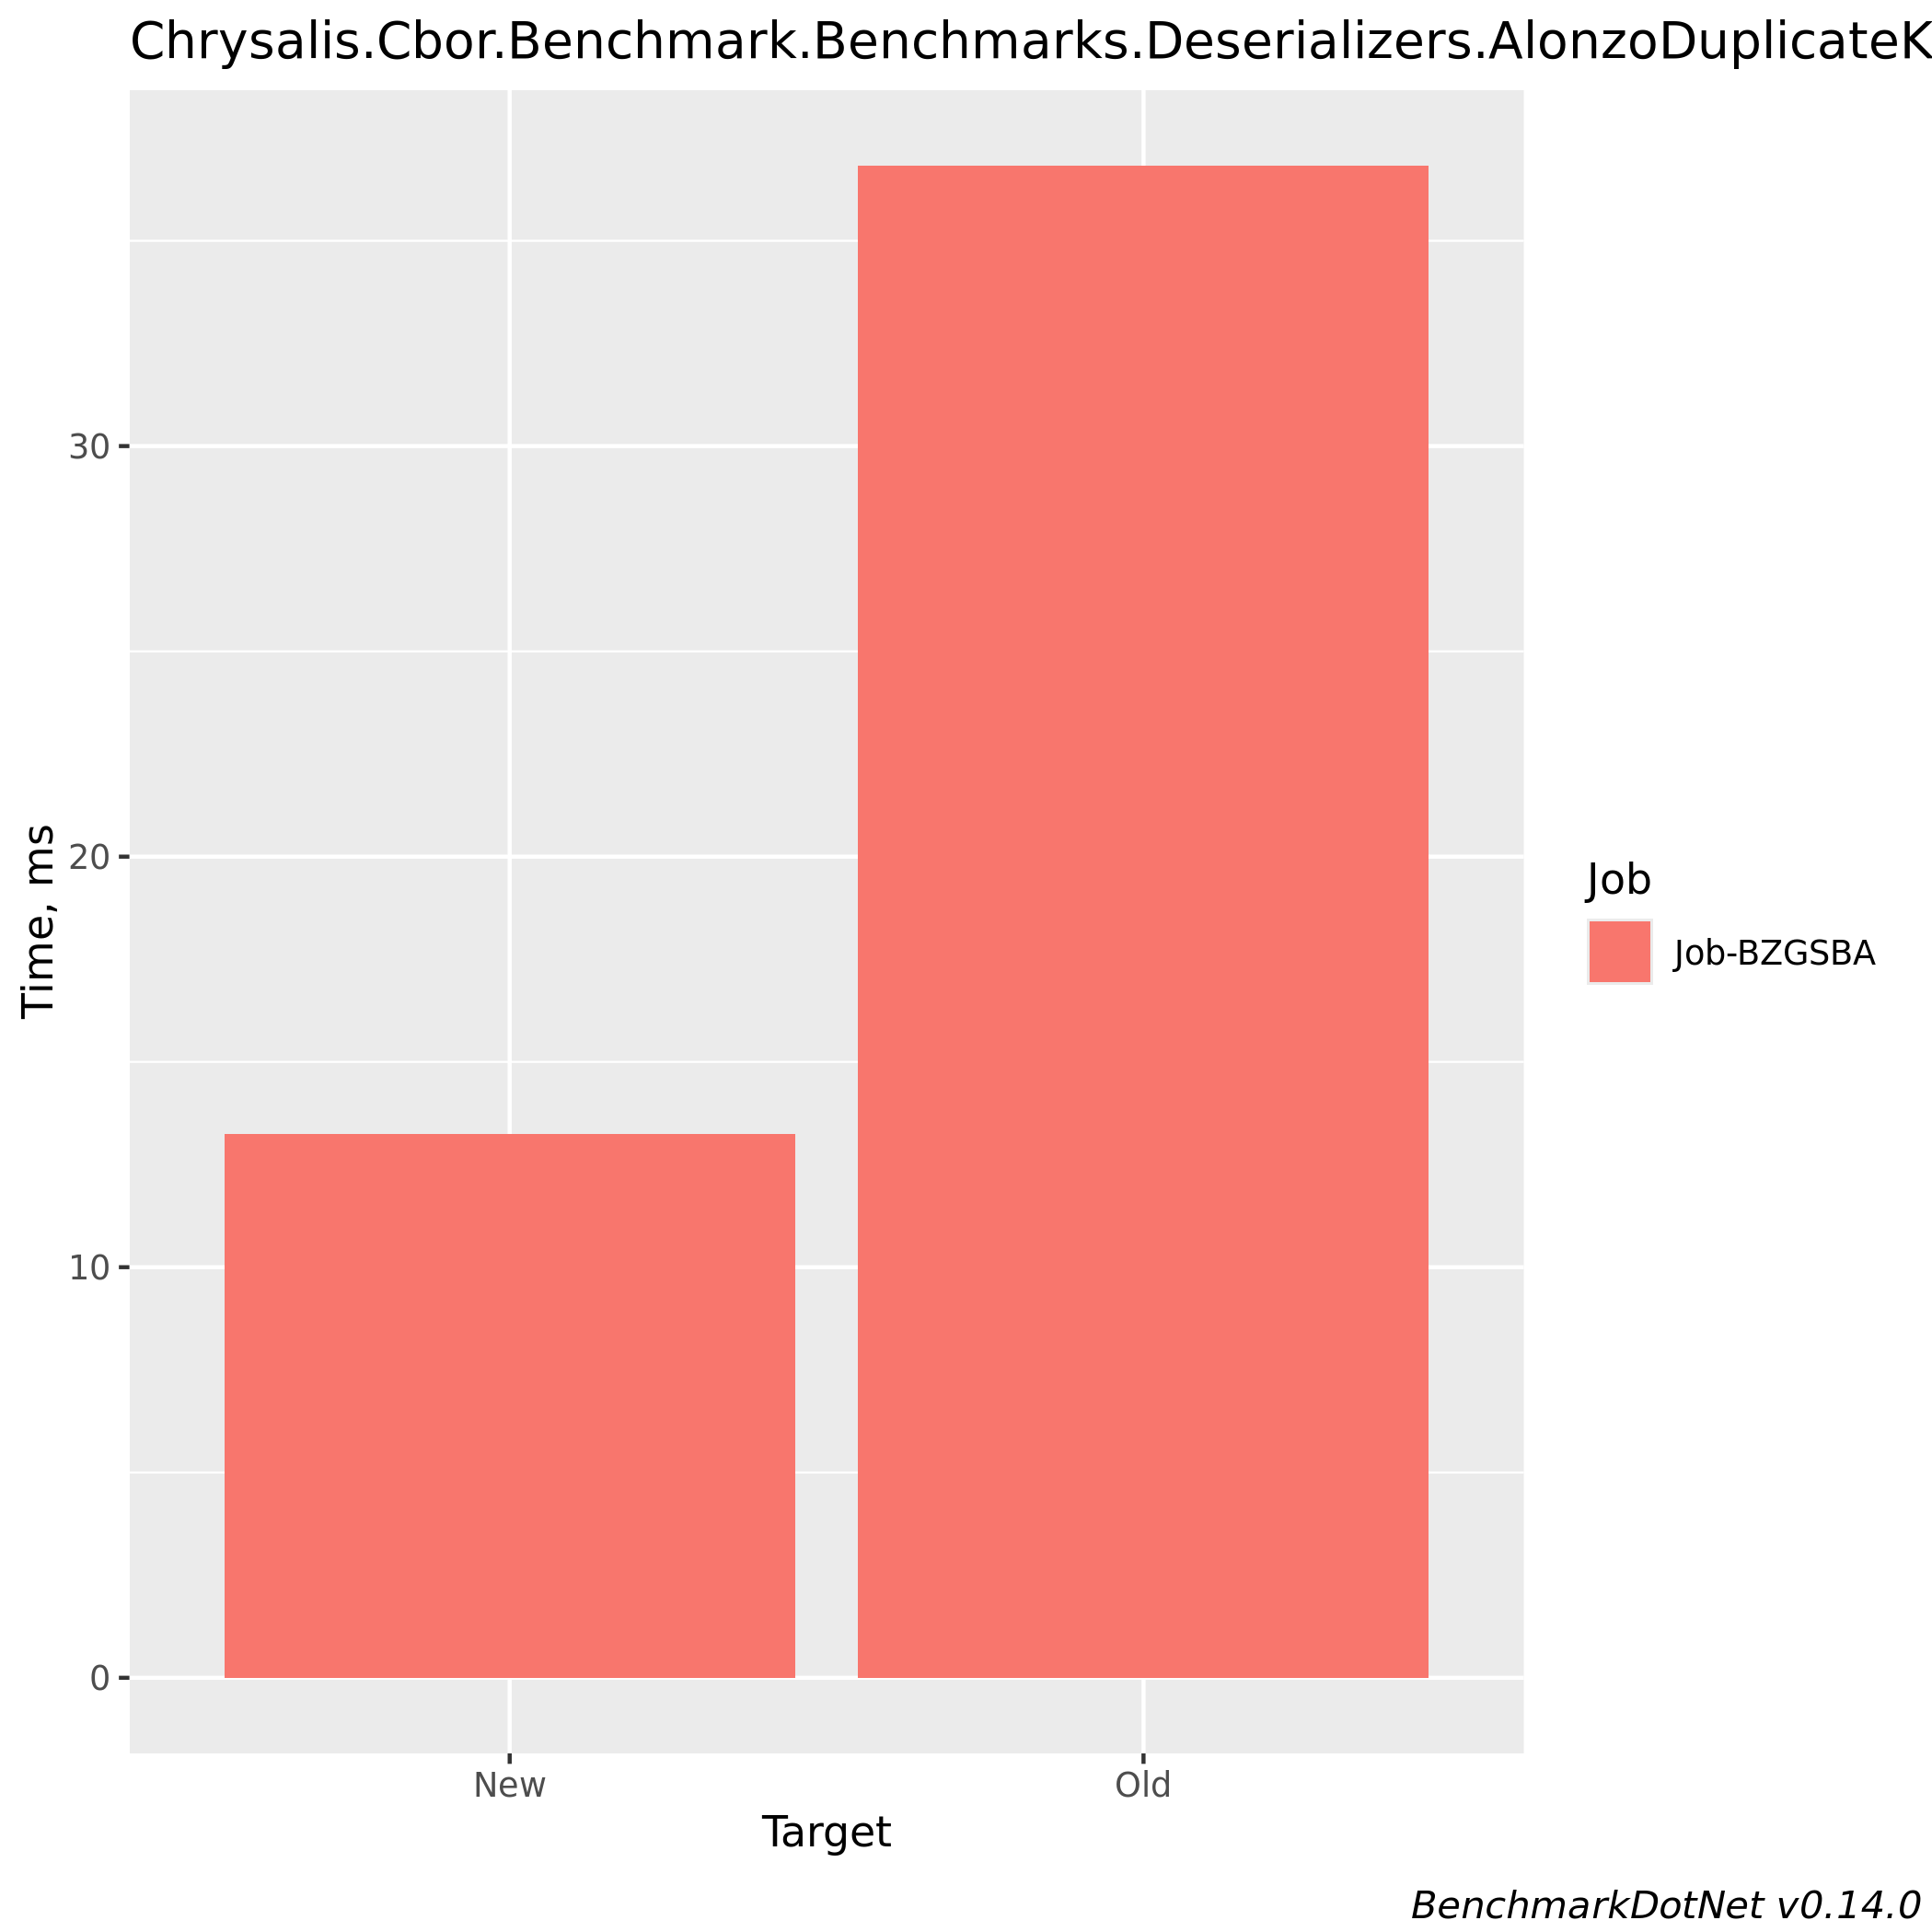 Chrysalis.Cbor.Benchmark.Benchmarks.Deserializers.AlonzoDuplicateK
Time, ms
30
20
10
0
New
Old
Target
Job
Job-BZGSBA
BenchmarkDotNet v0.14.0